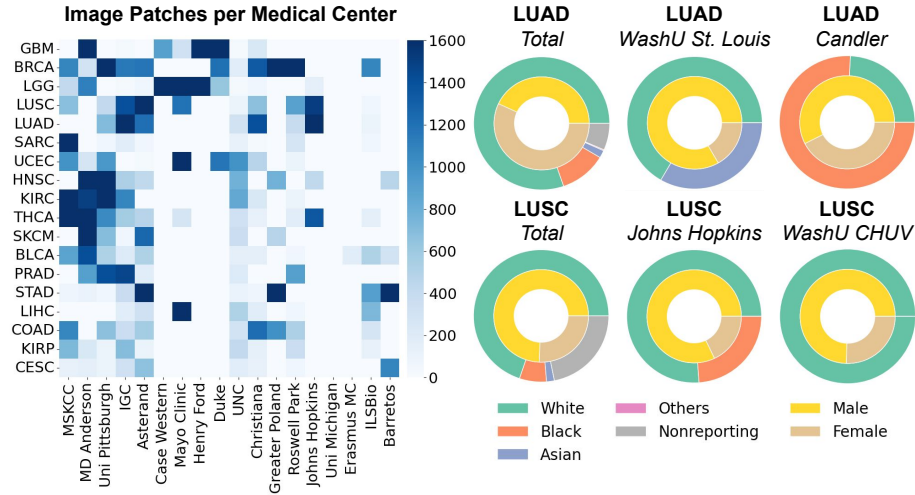 Image Patches per Medical Center
GBM
BRCA
LGG
LUSC
LUAD
SARC
UCEC
HNSC
KIRC
THCA
SKCM
BLCA
PRAD
STAD
LIHC
COAD
KIRP
CESC
MSKCC
MD Anderson
Uni Pittsburgh
IGC
Asterand
Case Western
Mayo Clinic
Henry Ford
Duke
UNC
Christiana
Greater Poland
Roswell Park
Johns Hopkins
Uni Michigan
Erasmus MC
ILSBio
Barretos
1600
1400
1200
1000
800
600
400
200
0
LUAD
Total
LUAD
WashU St. Louis
LUAD
Candler
LUSC
Total
LUSC
Johns Hopkins
LUSC
WashU CHUV
White
Black
Asian
Others
Nonreporting
Male
Female